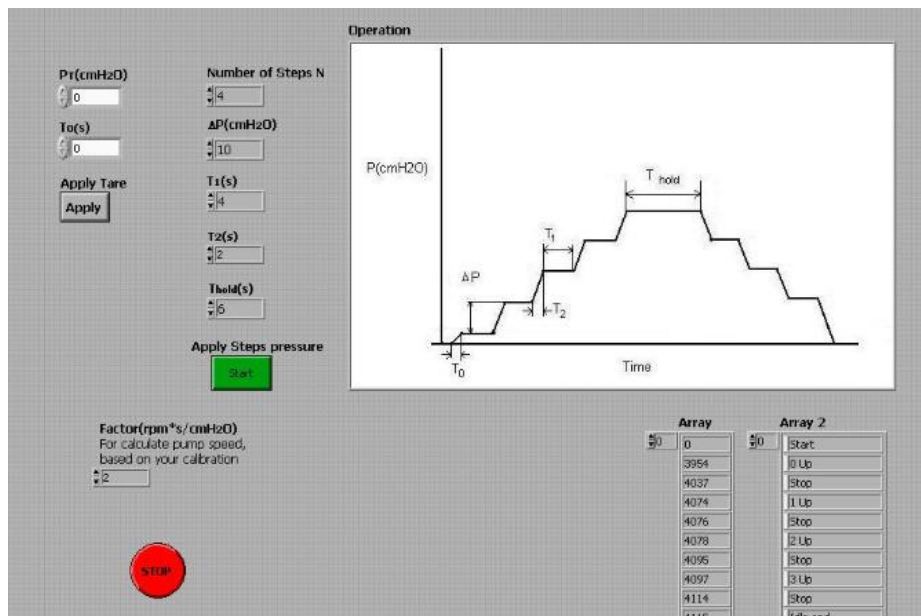 Operation
PT(cmH2O)
0
Number of Steps N
4
To(s)
0
ΔP(cmH2O)
10
Apply Tare
Apply
T1(s)
4
T2(s)
2
Thold(s)
6
Apply Steps pressure
Start
P(cmH2O)
T hold
T1
ΔP
T2
T0
Time
Factor(rpm*s/cmH2O)
For calculate pump speed,
based on your calibration
2
STOP
Array
Array 2
0
0
0
Start
3954
0 Up
4037
Stop
4074
1 Up
4076
Stop
4078
2 Up
4095
Stop
4097
3 Up
4114
Stop